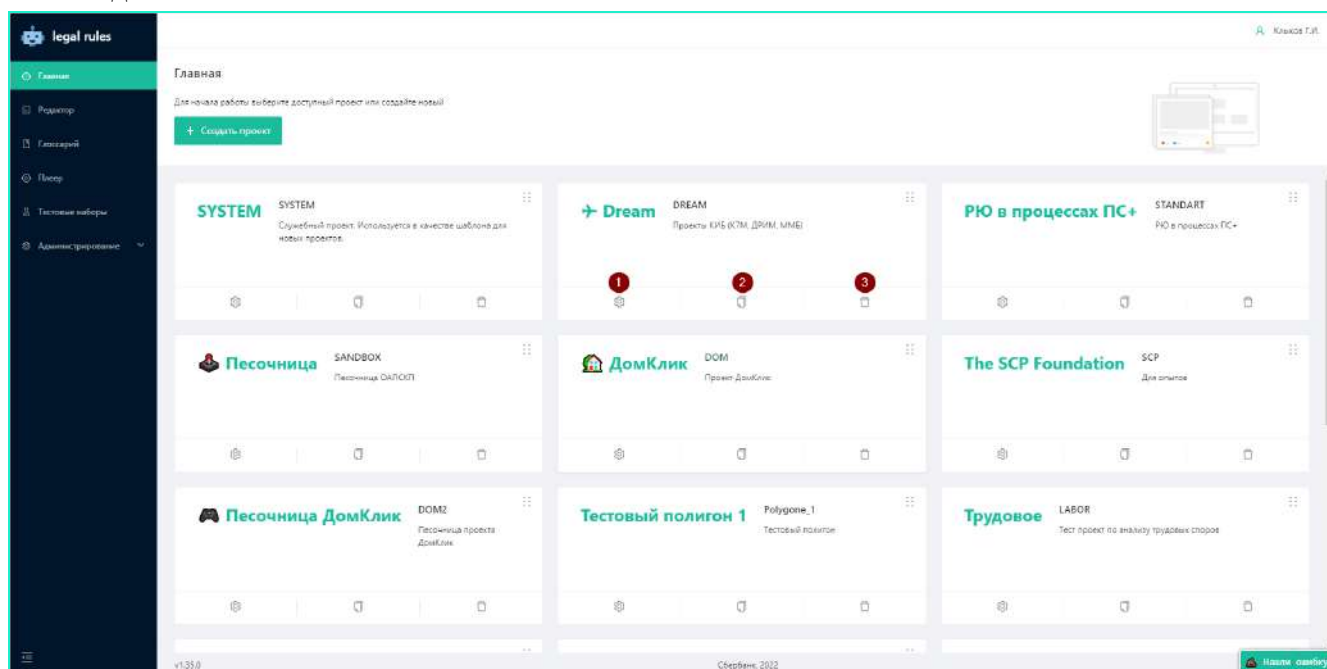 legal rules
Клыков Г.И.
Главная
Редактор
Глоссарий
Плеер
Тестовые наборы
Администрирование
Главная
Для начала работы выберите доступный проект или создайте новый
+ Создать проект
SYSTEM
SYSTEM
Служебный проект. Используется в качестве шаблона для
новых проектов.
Dream
DREAM
Проекты КИБ (К7М, ДРИМ, ММБ)
1
2
3
РЮ в процессах ПС+
STANDART
РЮ в процессах ПС+
Песочница
SANDBOX
Песочница ОАПСКП
ДомКлик
DOM
Проект ДомКлик
The SCP Foundation
SCP
Для опытов
Песочница ДомКлик
DOM2
Песочница проекта
ДомКлик
Тестовый полигон 1
Polygone_1
Тестовый полигон
Трудовое
LABOR
Тест проект по анализу трудовых споров
v1.35.0
Сбербанк, 2022
Нашли ошибку